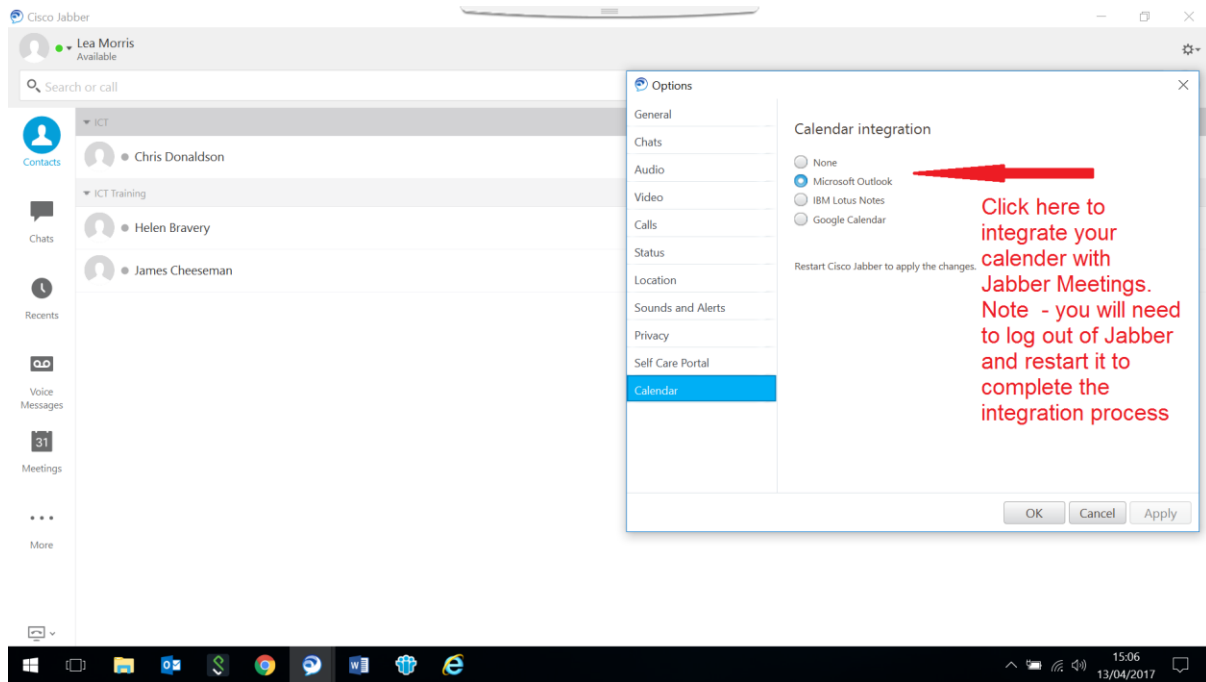 Cisco Jabber
Lea Morris
Available
Search or call
Contacts
Chats
Recents
Voice
Messages
31
Meetings
More
ICT
Chris Donaldson
ICT Training
Helen Bravery
James Cheeseman
Options
General
Chats
Audio
Video
Calls
Status
Location
Sounds and Alerts
Privacy
Self Care Portal
Calendar
Calendar integration
None
Microsoft Outlook
IBM Lotus Notes
Google Calendar
Restart Cisco Jabber to apply the changes.
Click here to
integrate your
calender with
Jabber Meetings.
Note - you will need
to log out of Jabber
and restart it to
complete the
integration process
OK
Cancel
Apply
15:06
13/04/2017